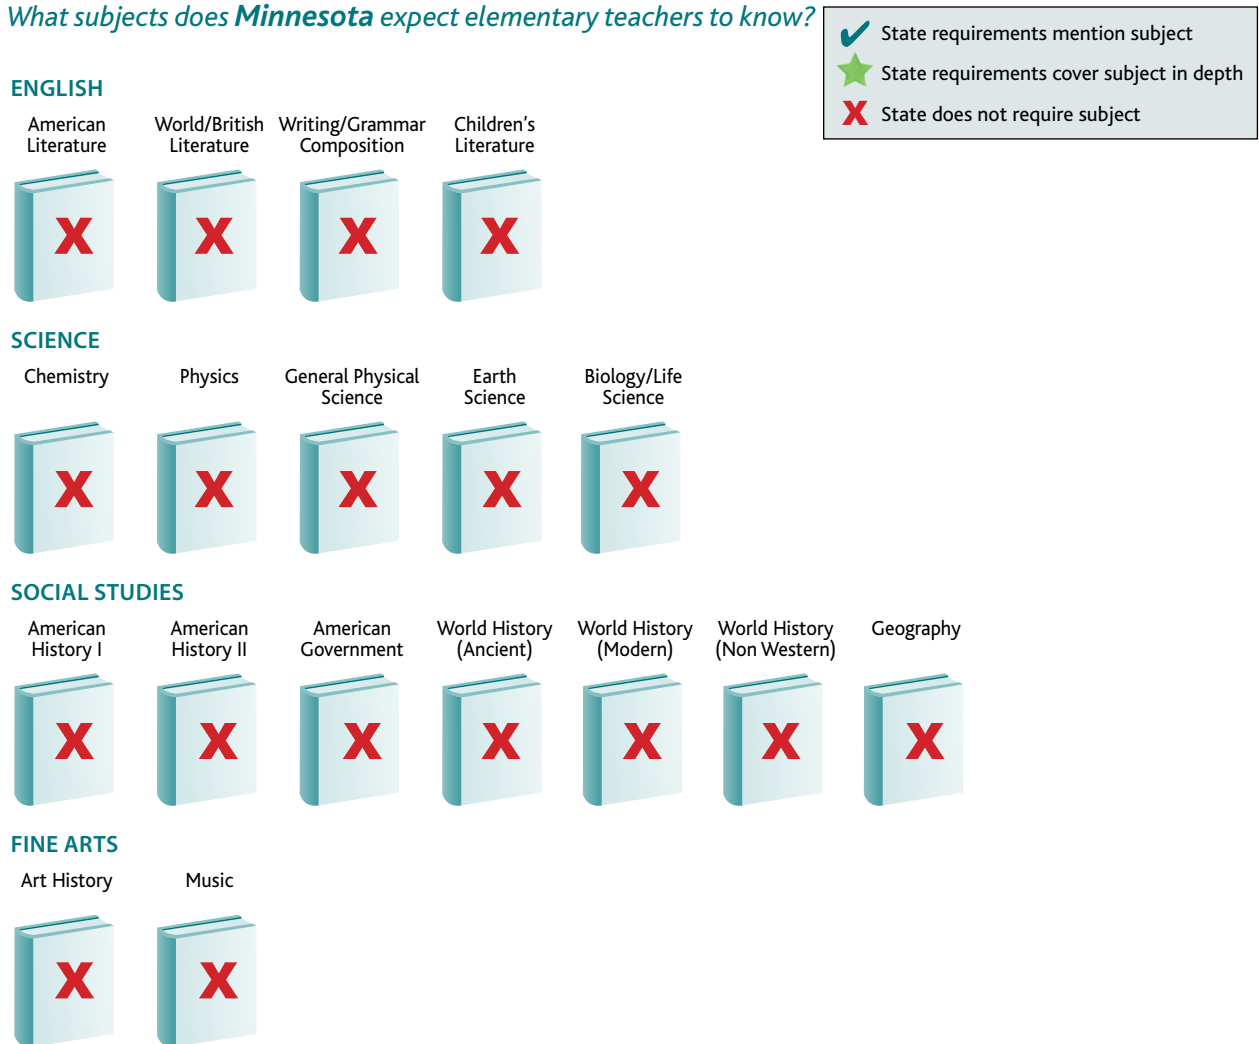 What subjects does Minnesota expect elementary teachers to know?
State requirements mention subject
State requirements cover subject in depth
X State does not require subject
ENGLISH
American
Literature
World/British
Literature
Writing/Grammar
Composition
Children's
Literature
X X X X
SCIENCE
Chemistry
Physics
General Physical
Science
Earth
Science
Biology/Life
Science
X X X X X
SOCIAL STUDIES
American
History I
American
History II
American
Government
World History
(Ancient)
World History
(Modern)
World History
(Non Western)
Geography
X X X X X X X
FINE ARTS
Art History
Music
X X